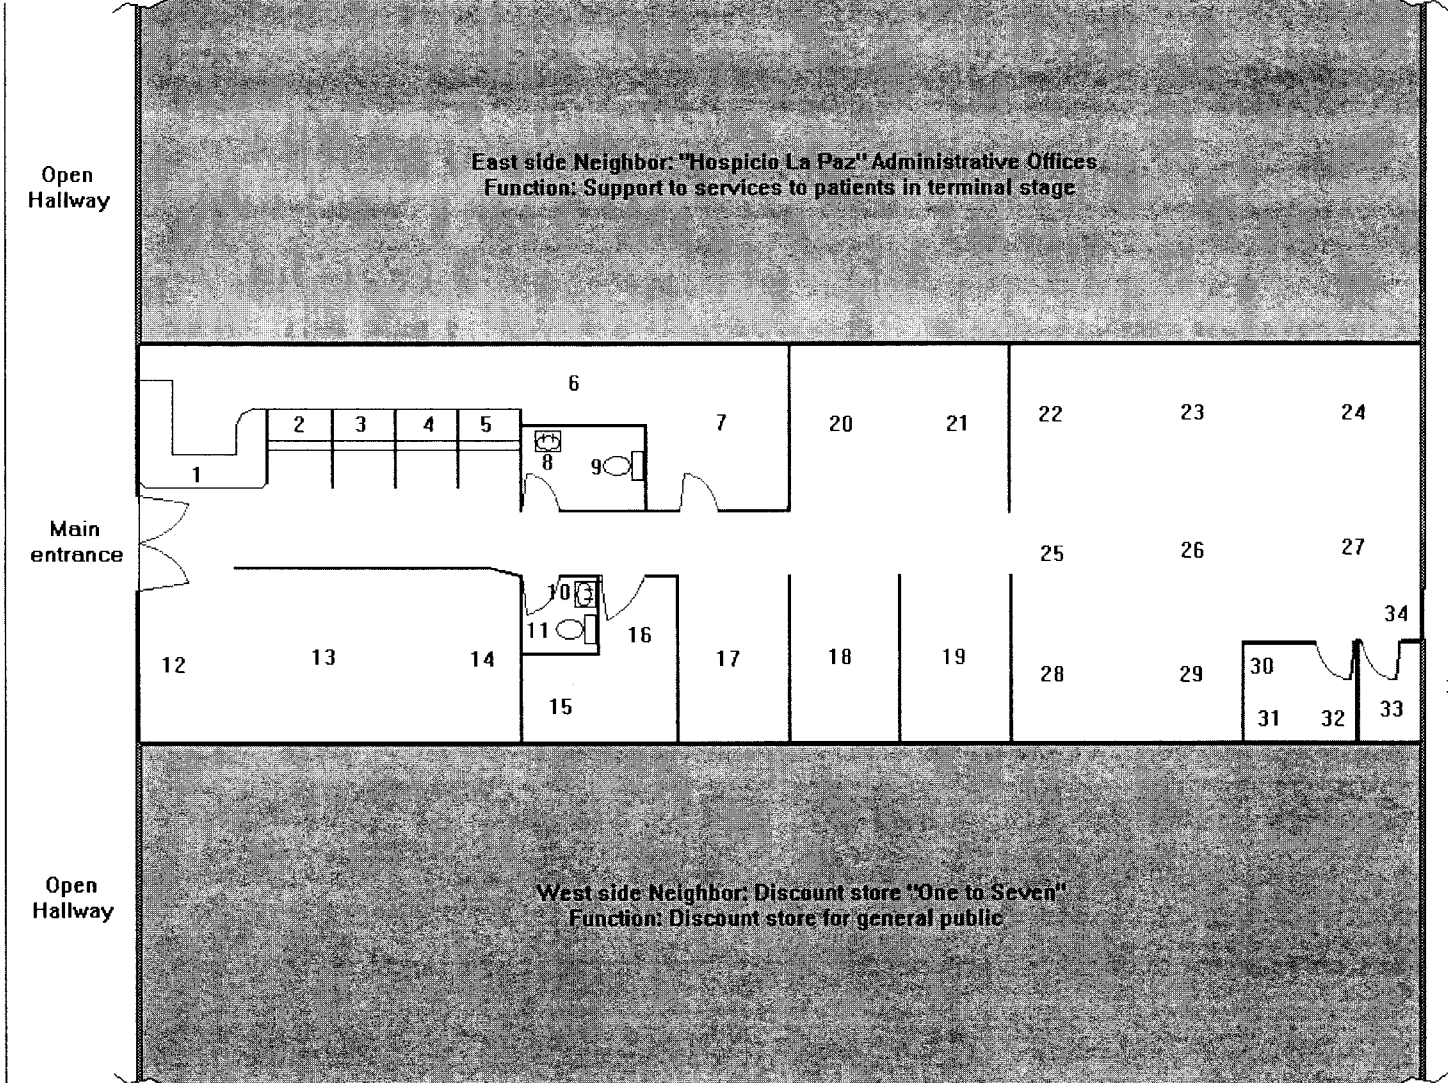 East side Neighbor: "Hospicio La Paz" Administrative Offices
Function: Support to services to patients in terminal stage
Open
Hallway
6
2 3 4 5 7 20 21 22 23 24
8 9
1
Main
entrance
25 26 27
10
11 16 34
12 13 14 17 18 19 28 29 30
15 31 32 33
Open
Hallway
West side Neighbor: Discount store "One to Seven"
Function: Discount store for general public